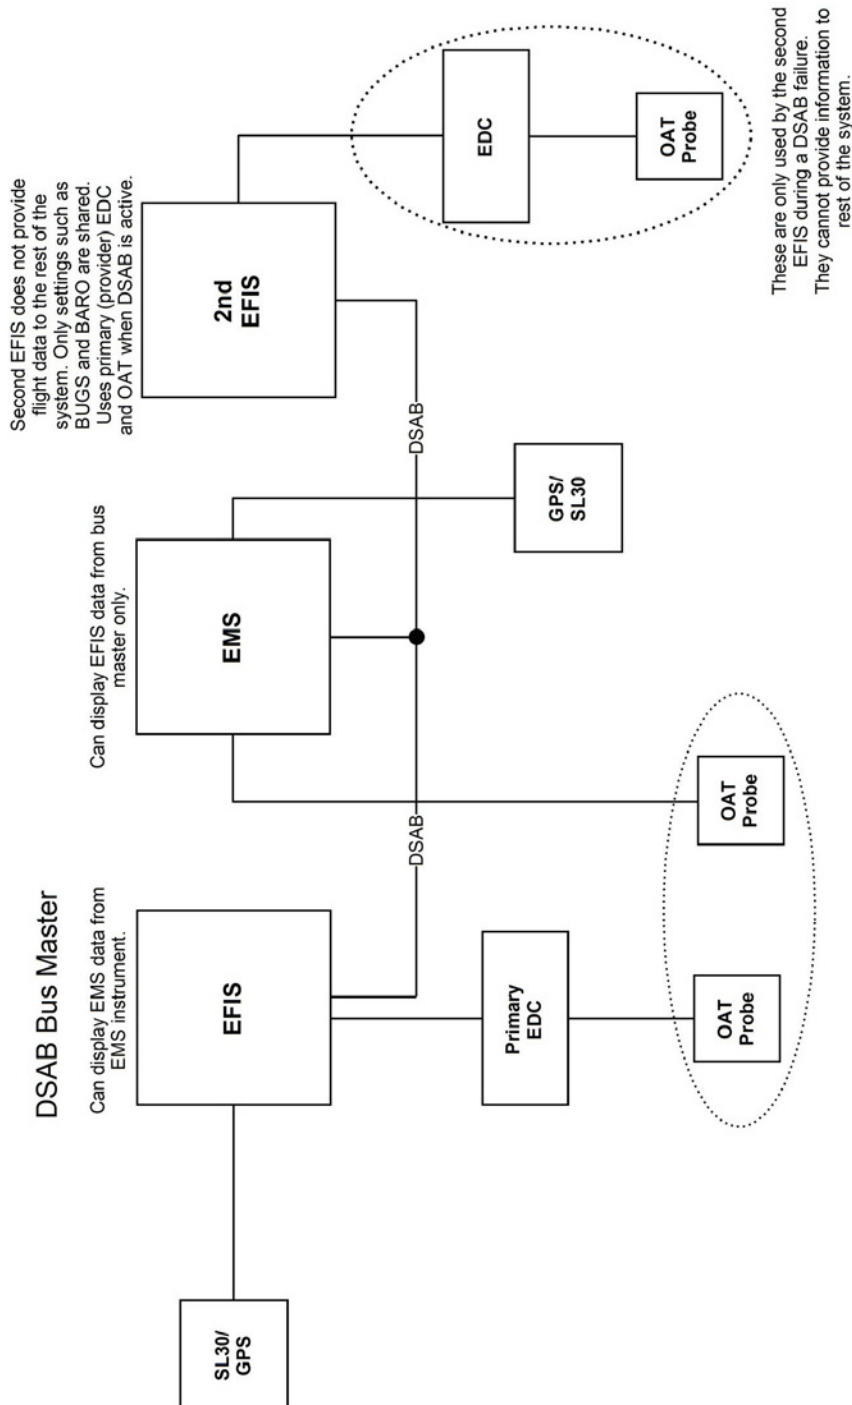 DSAB Bus Master
Can display EMS data from
EMS instrument.
EFIS
SL30/
GPS
DSAB
Primary
EDC
OAT
Probe
Can display EFIS data from bus
master only.
EMS
GPS/
SL30
OAT
Probe
Second EFIS does not provide
flight data to the rest of the
system. Only settings such as
BUGS and BARO are shared.
Uses primary (provider) EDC
and OAT when DSAB is active.
2nd
EFIS
DSAB
EDC
OAT
Probe
These are only used by the second
EFIS during a DSAB failure.
They cannot provide information to
rest of the system.